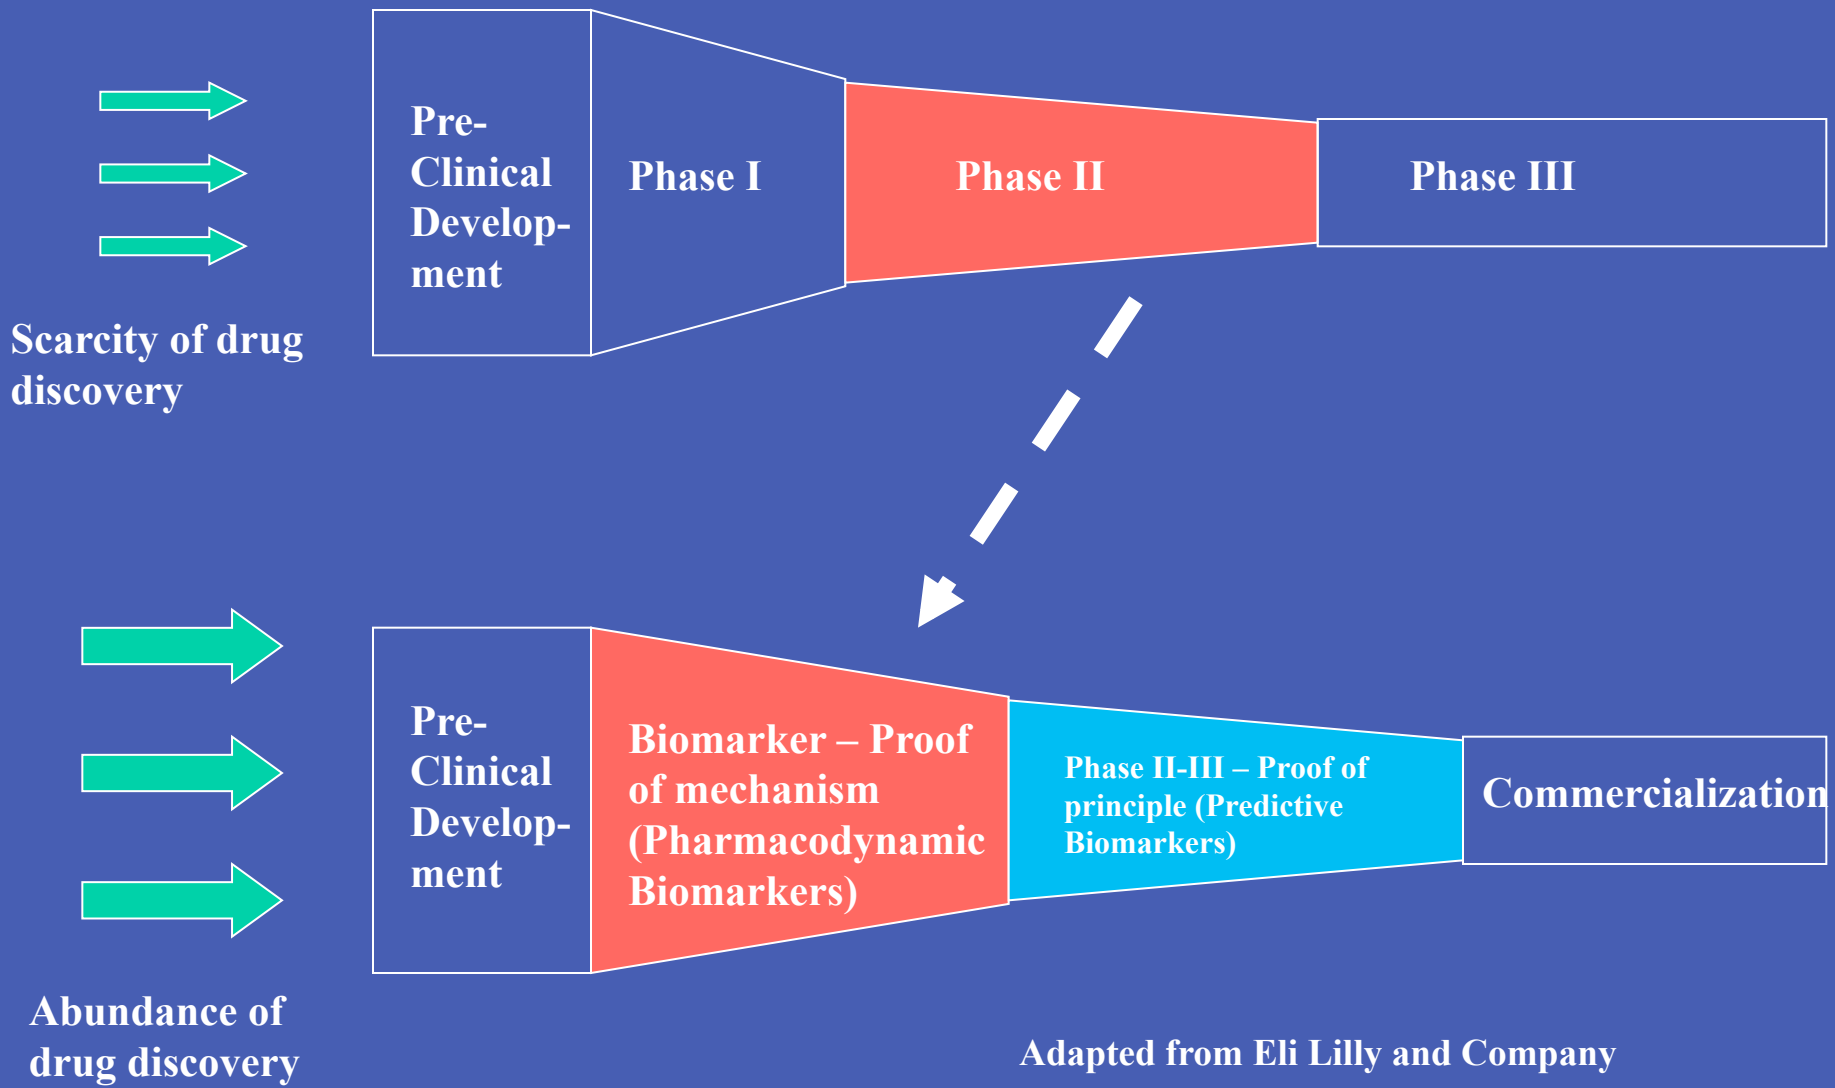 Pre-
Clinical
Develop-
ment
Phase I
Phase II
Phase III
Scarcity of drug
discovery
Pre-
Clinical
Develop-
ment
Biomarker – Proof
of mechanism
(Pharmacodynamic
Biomarkers)
Phase II-III – Proof of
principle (Predictive
Biomarkers)
Commercialization
Abundance of
drug discovery
Adapted from Eli Lilly and Company